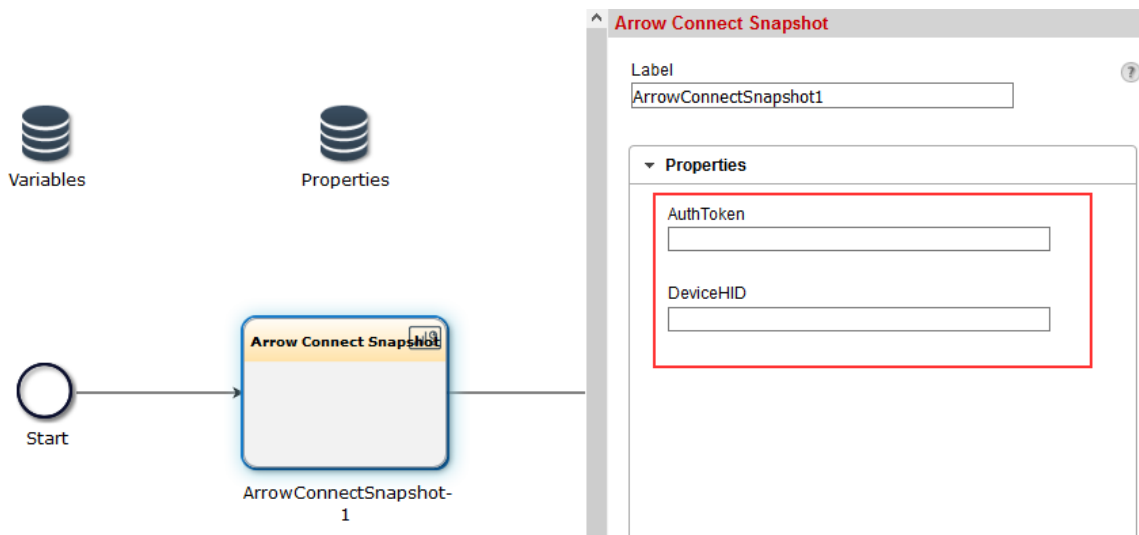 Arrow Connect Snapshot
Label
?
ArrowConnectSnapshot1
Variables
Properties
Properties
AuthToken
DeviceHID
Arrow Connect Snapshot
Start
ArrowConnectSnapshot-
1